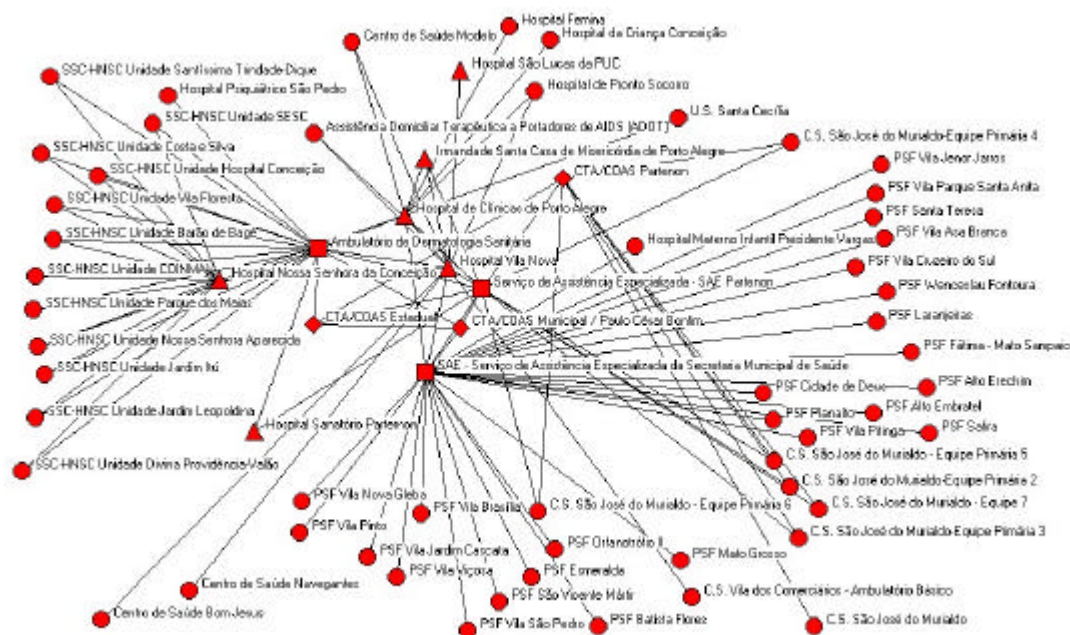 Hospital Femina
Centro de Saúde Modelo
Hospital da Criança Conceição
Hospital São Lucas da PUC
SSC-HNSC Unidade Santíssima Trindade-Dique
Hospital Psiquiátrico São Pedro
Hospital de Pronto Socorro
SSC-HNSC Unidade SESC
Assistência Domiciliar Terapêutica a Portadores de AIDS (ADOT)
U.S. Santa Cecília
C.S. São José do Murialdo-Equipe Primária 4
SSC-HNSC Unidade Costa e Silva
Irmandade Santa Casa de Misericórdia de Porto Alegre
SSC-HNSC Unidade Hospital Conceição
CTA/COAS Partenon
PSF Vila Parque Santa Anita
SSC-HNSC Unidade Vila Floresta
Hospital de Clínicas de Porto Alegre
PSF Santa Teresa
SSC-HNSC Unidade Barão de Bagé
Ambulatório de Dermatologia Sanitária
Hospital Materno Infantil Presidente Vargas
PSF Vila Asa Branca
Hospital Vila Nova
PSF Vila Cruzeiro do Sul
SSC-HNSC Unidade COINMA
Hospital Nossa Senhora da Conceição
Serviço de Assistência Especializada - SAE Partenon
PSF Wenceslau Fontoura
SSC-HNSC Unidade Parque dos Maias
CTA/COAS Estadual
CTA/COAS Municipal / Paulo César Bonfim
PSF Laranjeiras
SSC-HNSC Unidade Nossa Senhora Aparecida
PSF Fátima - Mato Sampaio
SSC-HNSC Unidade Jardim Itú
SAE - Serviço de Assistência Especializada da Secretaria Municipal de Saúde
PSF Cidade de Deus
PSF Alto Erechim
SSC-HNSC Unidade Jardim Leopoldina
PSF Planalto
PSF Alto Embratel
Hospital Sanatório Partenon
PSF Vila Pitinga
PSF Safira
SSC-HNSC Unidade Divina Providência-Valão
C.S. São José do Murialdo - Equipe Primária 5
C.S. São José do Murialdo-Equipe Primária 2
PSF Vila Nova Gleba
PSF Vila Brasília
C.S. São José do Murialdo - Equipe Primária 6
C.S. São José do Murialdo - Equipe 7
PSF Vila Pinto
C.S. São José do Murialdo-Equipe Primária 3
PSF Vila Jardim Cascata
PSF Orfanotrófio II
PSF Mato Grosso
PSF Vila Viçosa
PSF Esmeralda
Centro de Saúde Navegantes
PSF São Vicente Mártir
C.S. Vila dos Comerciários - Ambulatório Básico
Centro de Saúde Bom Jesus
PSF Vila São Pedro
PSF Batista Flores
C.S. São José do Murialdo